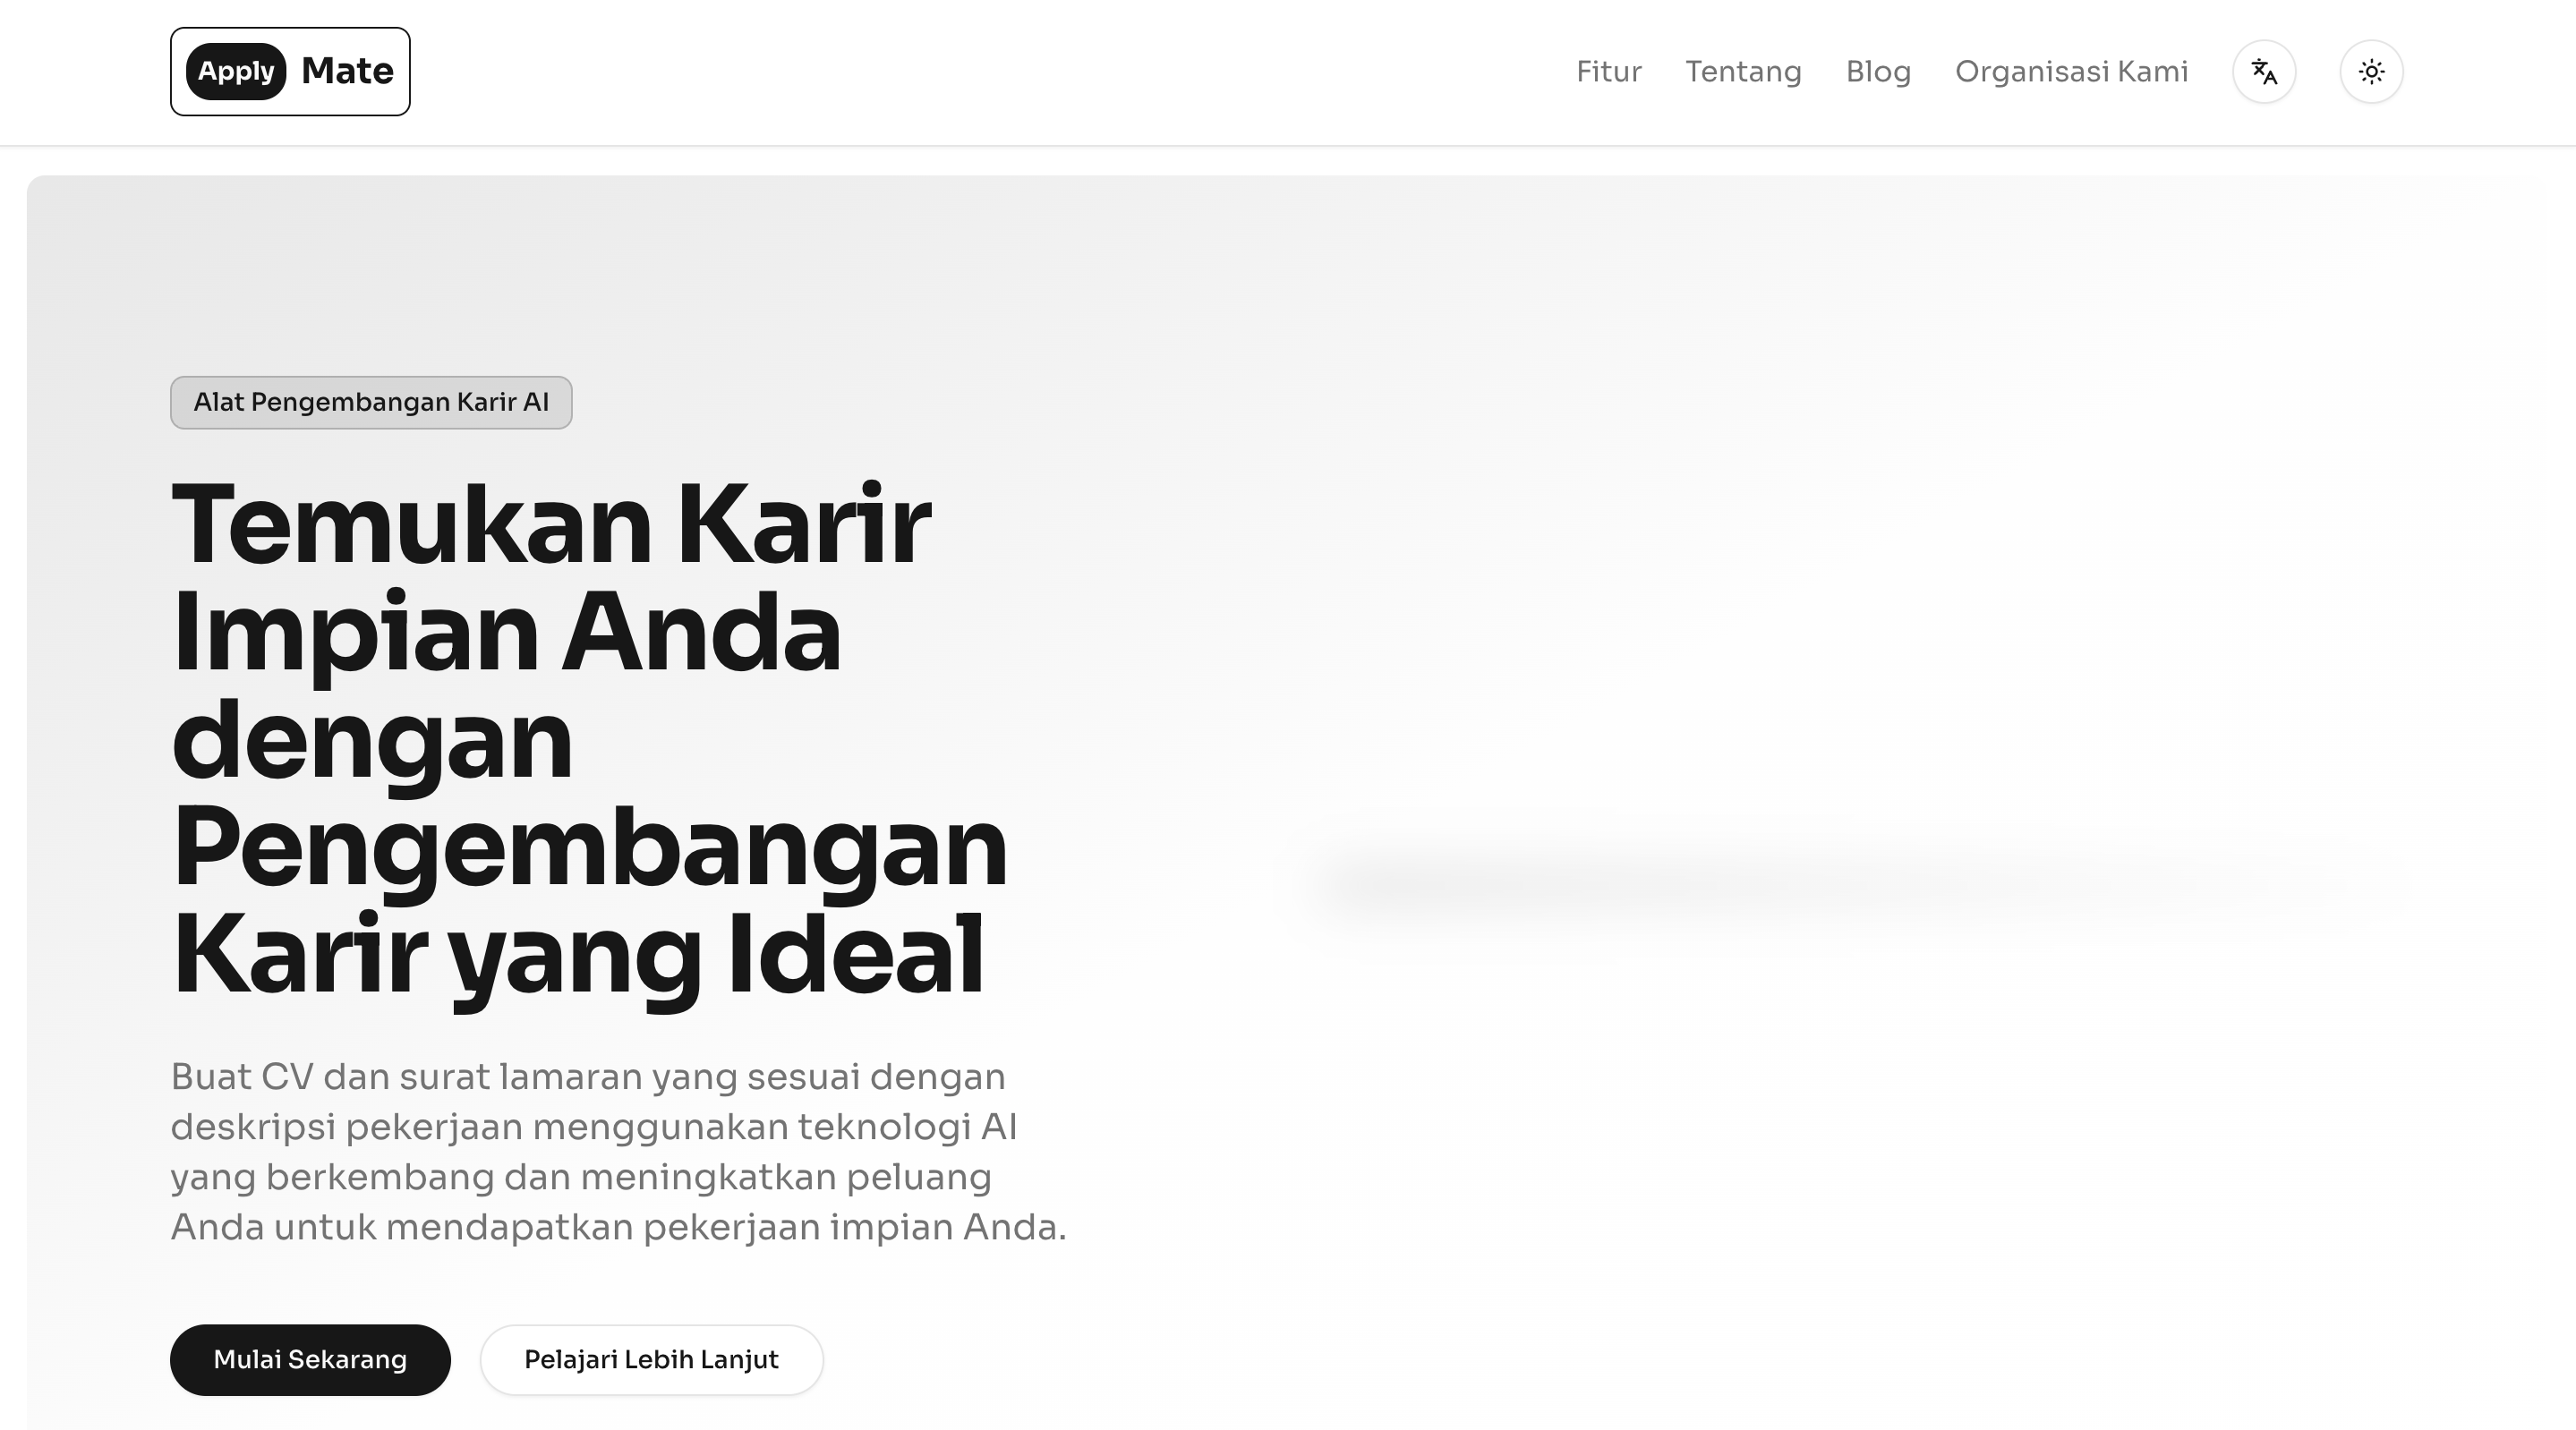 Apply Mate
Fitur
Tentang
Blog
Organisasi Kami
Alat Pengembangan Karir AI
Temukan Karir
Impian Anda
dengan
Pengembangan
Karir yang Ideal
Buat CV dan surat lamaran yang sesuai dengan
deskripsi pekerjaan menggunakan teknologi AI
yang berkembang dan meningkatkan peluang
Anda untuk mendapatkan pekerjaan impian Anda.
Mulai Sekarang
Pelajari Lebih Lanjut